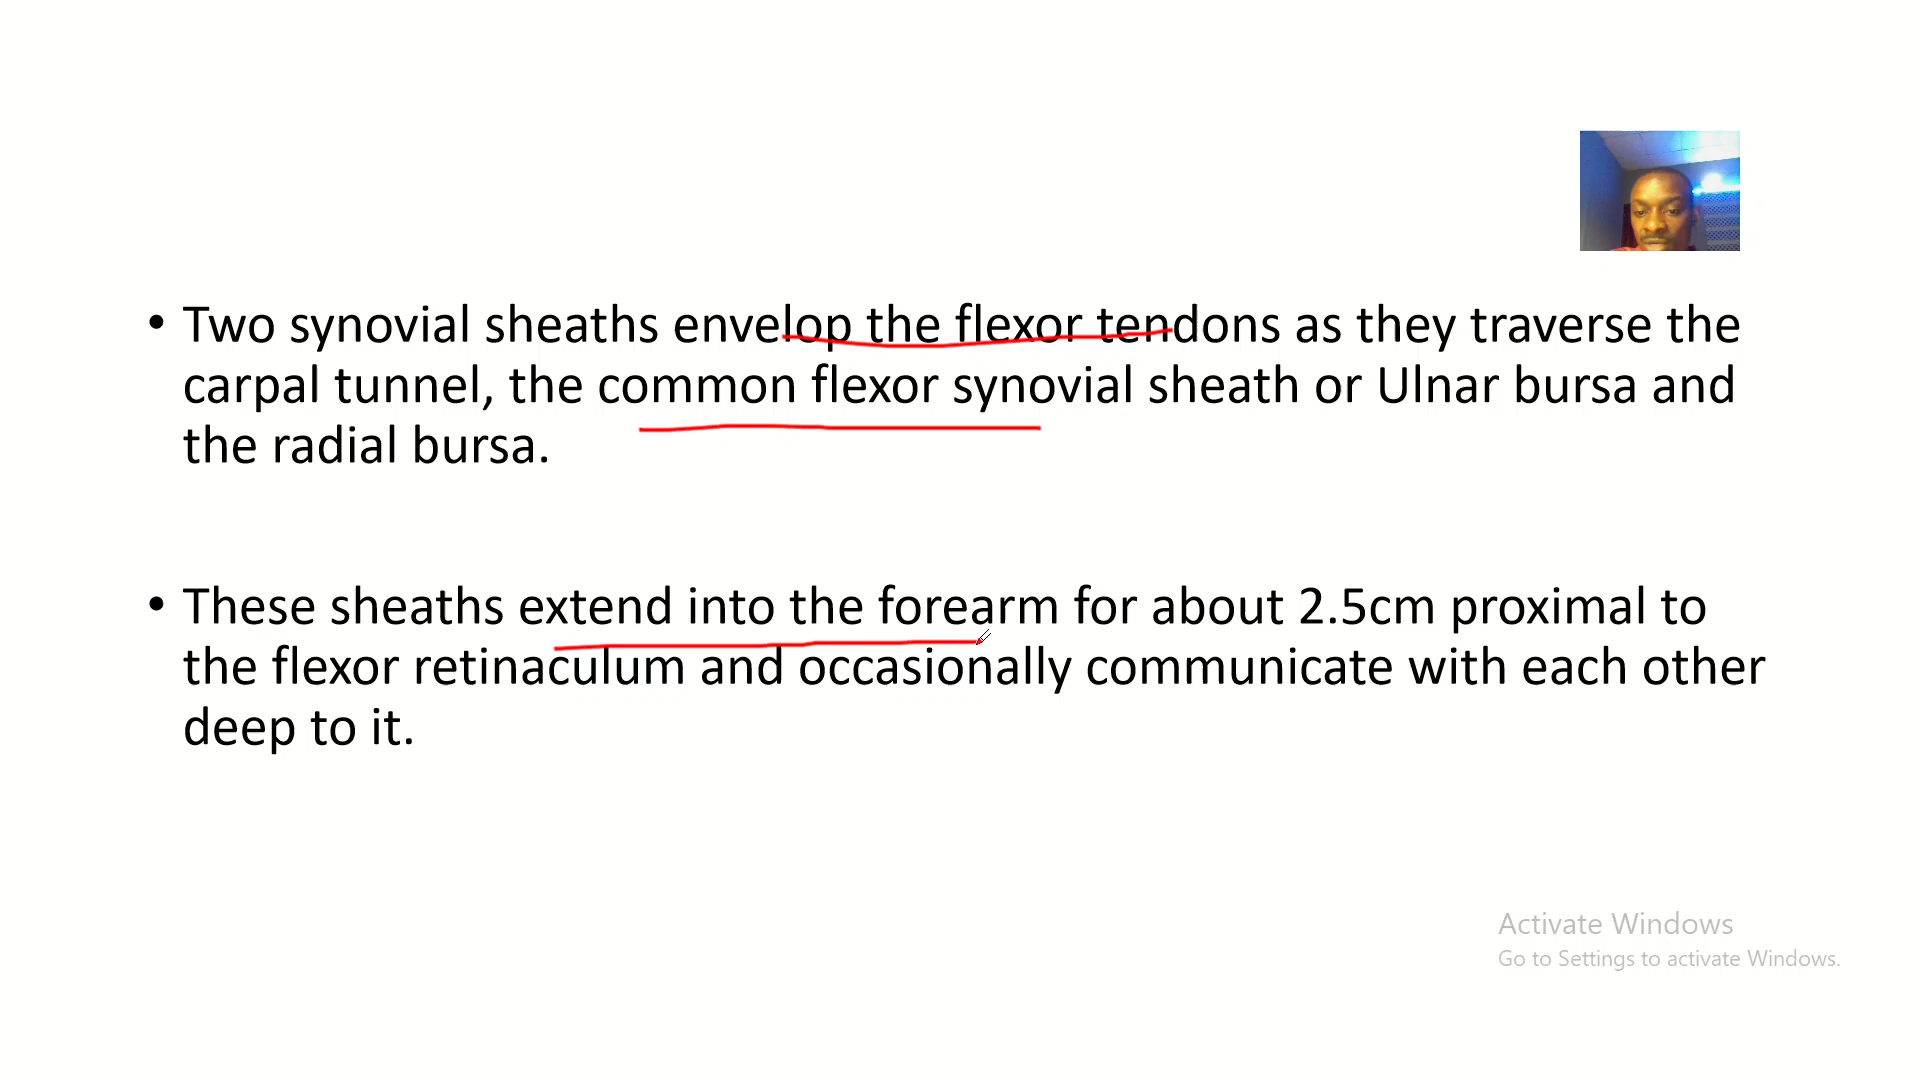 • Two synovial sheaths envelop the flexor tendons as they traverse the
carpal tunnel, the common flexor synovial sheath or Ulnar bursa and
the radial bursa.
• These sheaths extend into the forearm for about 2.5cm proximal to
the flexor retinaculum and occasionally communicate with each other
deep to it.
Activate Windows
Go to Settings to activate Windows.